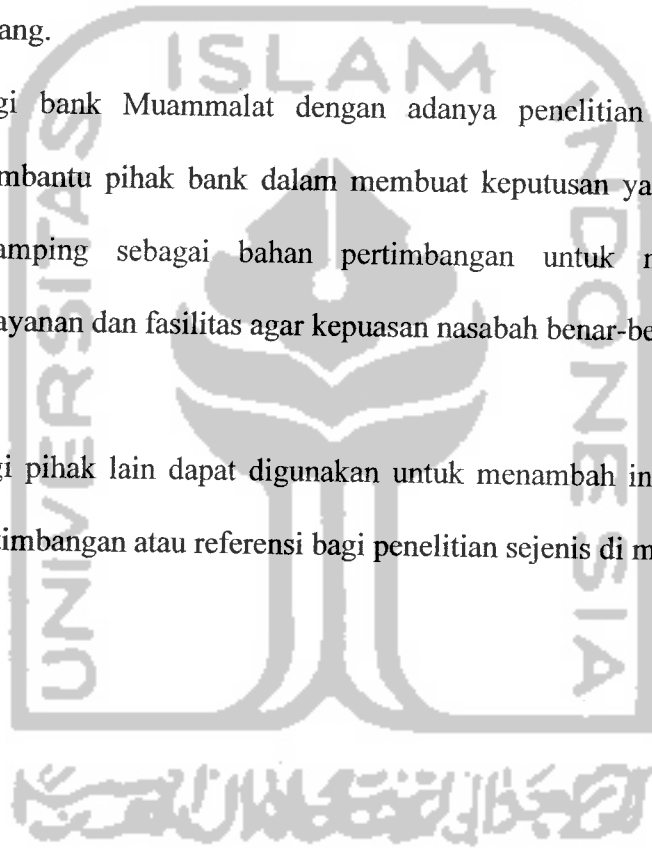 ang.
gi bank Muammalat dengan adanya penelitian
mbantu pihak bank dalam membuat keputusan ya
amping sebagai bahan pertimbangan untuk m
ayanan dan fasilitas agar kepuasan nasabah benar-be
gi pihak lain dapat digunakan untuk menambah in
timbangan atau referensi bagi penelitian sejenis di m
UNIVERSITAS
ISLAM
INDONESIA